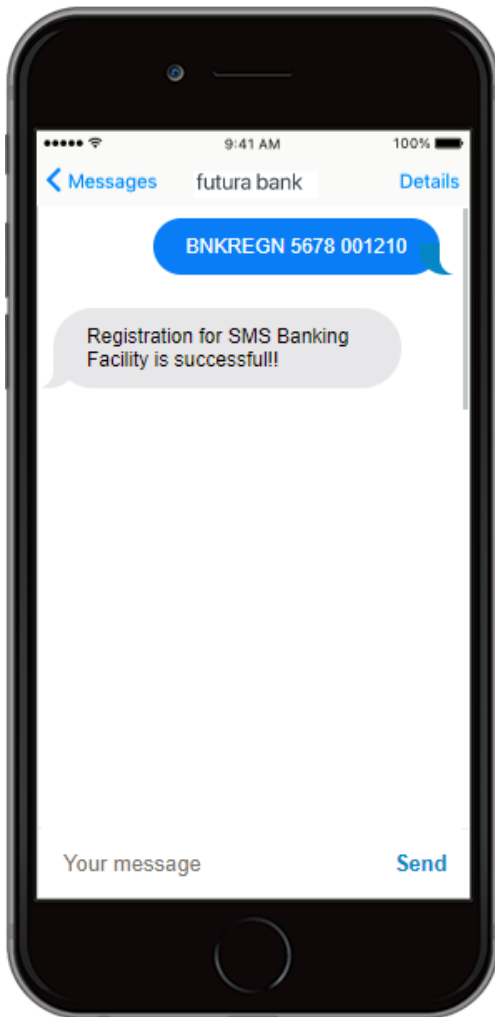 9:41 AM
100%
Messages
futura bank
Details
BNKREGN 5678 001210
Registration for SMS Banking
Facility is successful!!
Your message
Send